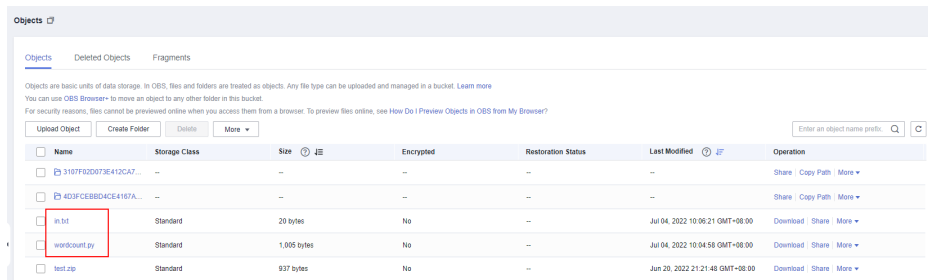 Objects
Objects Deleted Objects Fragments
Objects are basic units of data storage. In OBS, files and folders are treated as objects. Any file type can be uploaded and managed in a bucket. Learn more
You can use OBS Browser+ to move an object to any other folder in this bucket.
For security reasons, files cannot be previewed online when you access them from a browser. To preview files online, see How Do I Preview Objects in OBS from My Browser?
Upload Object Create Folder Delete More Enter an object name prefix.
Name Storage Class Size Encrypted Restoration Status Last Modified Operation
3107F02D073E412CA7... -- -- -- -- -- Share Copy Path More
4D3FCEBBD4CE4167A... -- -- -- -- -- Share Copy Path More
in.txt Standard 20 bytes No -- Jul 04, 2022 10:06:21 GMT+08:00 Download Share More
wordcount.py Standard 1,005 bytes No -- Jul 04, 2022 10:04:58 GMT+08:00 Download Share More
test.zip Standard 937 bytes No -- Jun 20, 2022 21:21:48 GMT+08:00 Download Share More